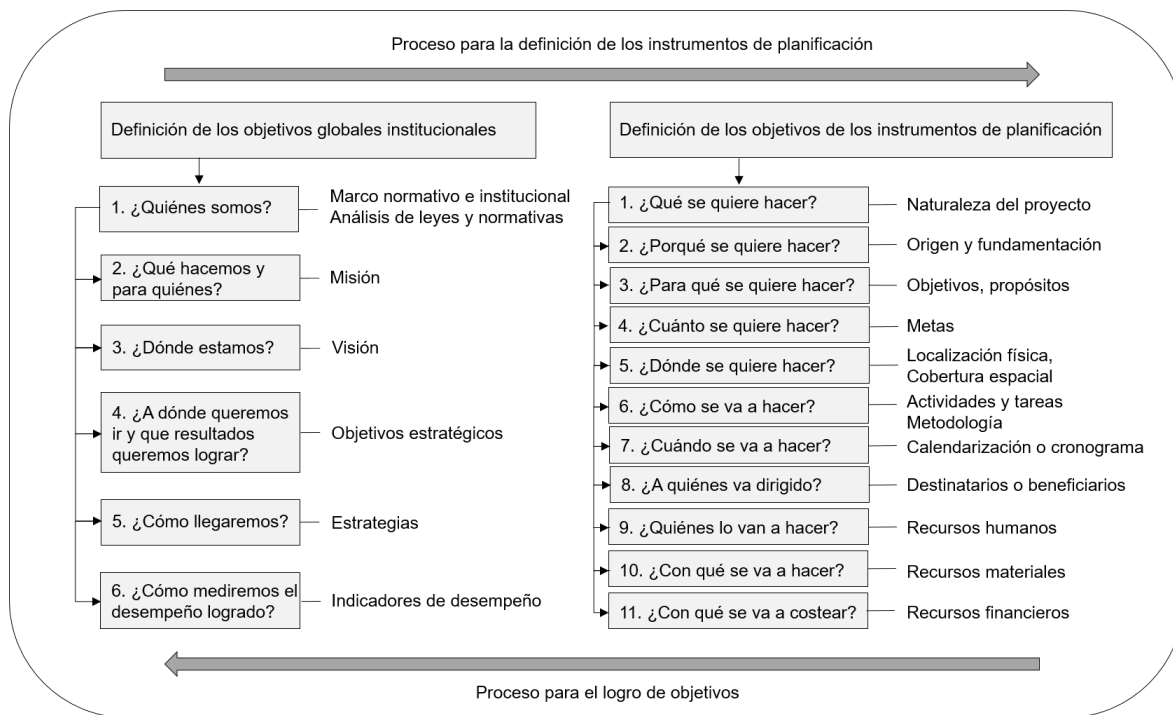 Proceso para la definición de los instrumentos de planificación
Definición de los objetivos globales institucionales
1. ¿Quiénes somos?
Marco normativo e institucional
Análisis de leyes y normativas
2. ¿Qué hacemos y
para quiénes?
Misión
3. ¿Dónde estamos?
Visión
4. ¿A dónde queremos
ir y que resultados
queremos lograr?
Objetivos estratégicos
5. ¿Cómo llegaremos?
Estrategias
6. ¿Cómo mediremos el
desempeño logrado?
Indicadores de desempeño
Definición de los objetivos de los instrumentos de planificación
1. ¿Qué se quiere hacer?
Naturaleza del proyecto
2. ¿Porqué se quiere hacer?
Origen y fundamentación
3. ¿Para qué se quiere hacer?
Objetivos, propósitos
4. ¿Cuánto se quiere hacer?
Metas
5. ¿Dónde se quiere hacer?
Localización física,
Cobertura espacial
6. ¿Cómo se va a hacer?
Actividades y tareas
Metodología
7. ¿Cuándo se va a hacer?
Calendarización o cronograma
8. ¿A quiénes va dirigido?
Destinatarios o beneficiarios
9. ¿Quiénes lo van a hacer?
Recursos humanos
10. ¿Con qué se va a hacer?
Recursos materiales
11. ¿Con qué se va a costear?
Recursos financieros
Proceso para el logro de objetivos